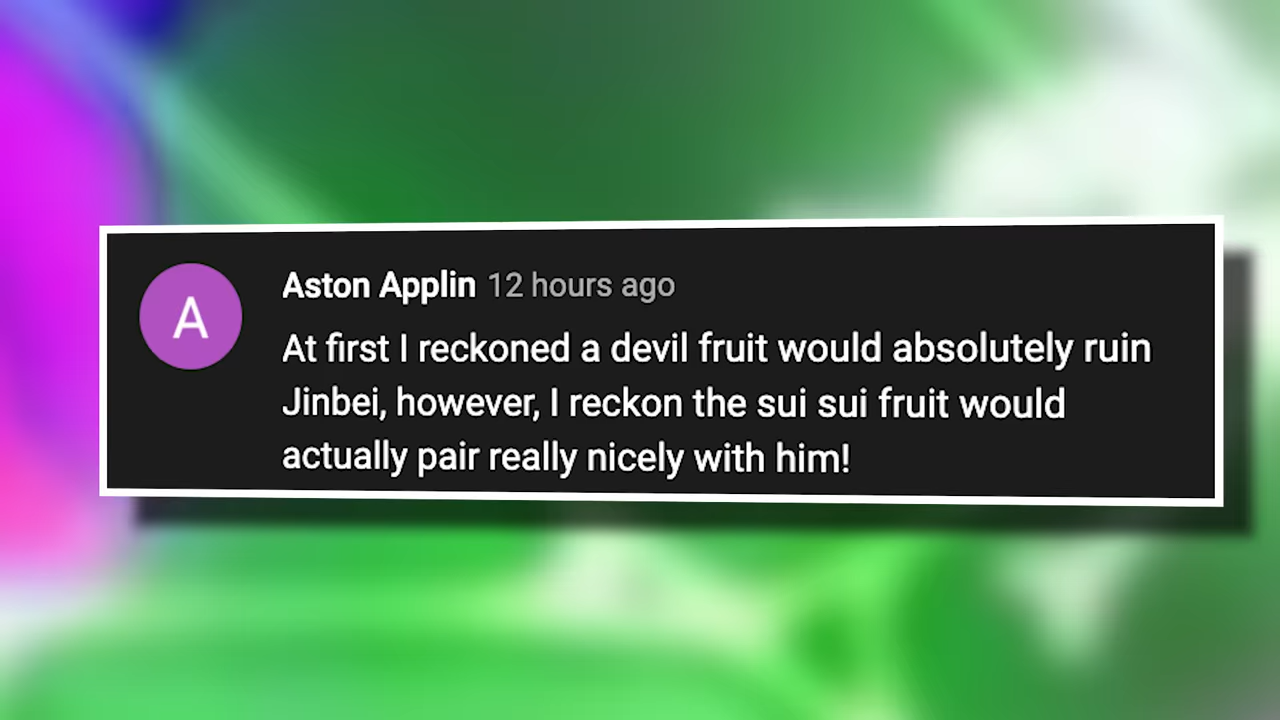 A
Aston Applin 12 hours ago
At first I reckoned a devil fruit would absolutely ruin
Jinbei, however, I reckon the sui sui fruit would
actually pair really nicely with him!